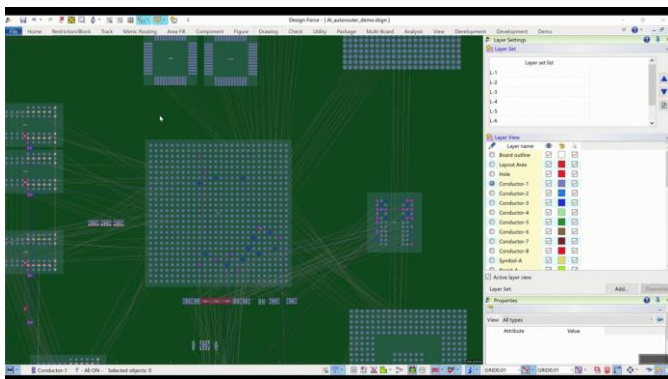 Design Force - [ AI_autorouter_demo.dsgn ]
File Home Restriction/Block Track Mimic Routing Area Fill Component Figure Drawing Check Utility Package Multi-Board Analysis View Development Development Demo
Layer Settings
Layer Set
Layer set list
L-1
L-2
L-3
L-4
L-5
L-6
Layer View
Layer name
Board outline
Layout Area
Hole
Conductor-1
Conductor-2
Conductor-3
Conductor-4
Conductor-5
Conductor-6
Conductor-7
Conductor-8
Symbol-A
Active layer view
Layer Set:
Add...
Properties
View: All types
Attribute Value
Conductor-1 All ON - Selected objects: 0
GRID0.01 GRID0.01